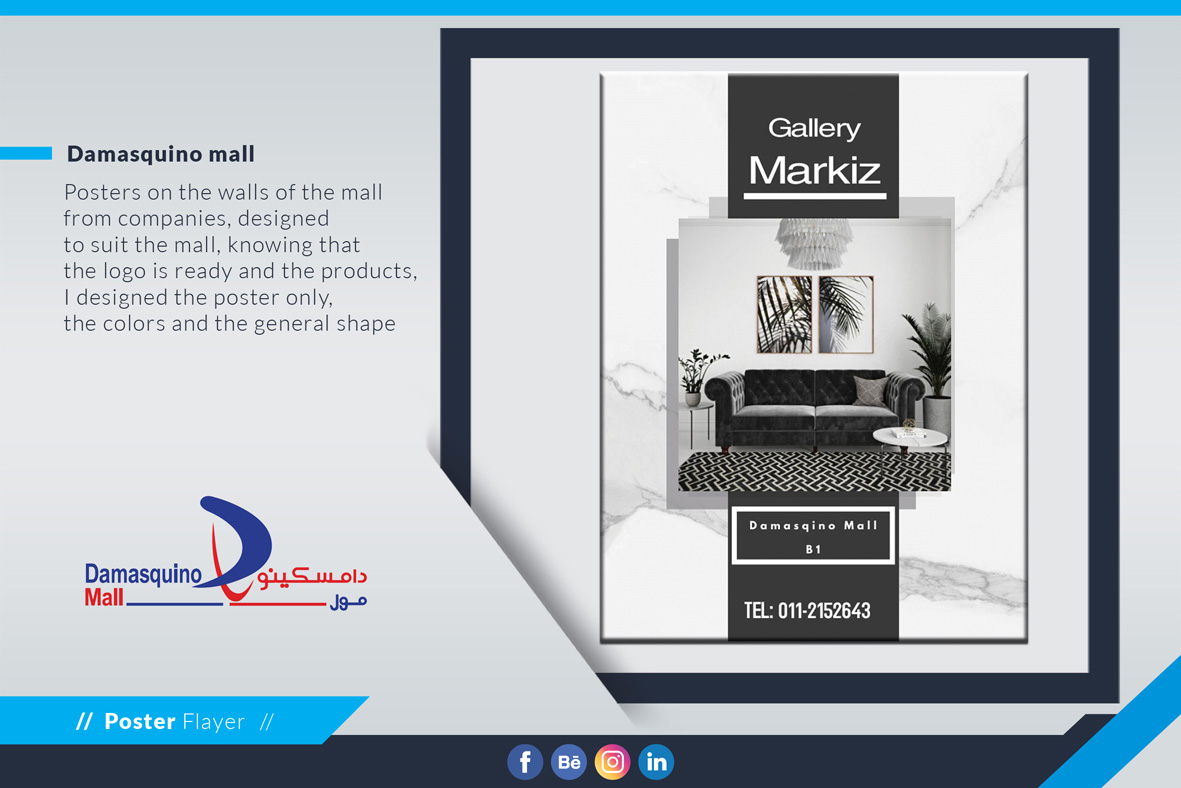 Damasquino mall
Posters on the walls of the mall
from companies, designed
to suit the mall, knowing that
the logo is ready and the products,
I designed the poster only,
the colors and the general shape
Gallery
Markiz
Damasqino Mall
B1
TEL: 011-2152643
Damasquino دامسكينو
Mall مول
// Poster Flayer //
f Bē in